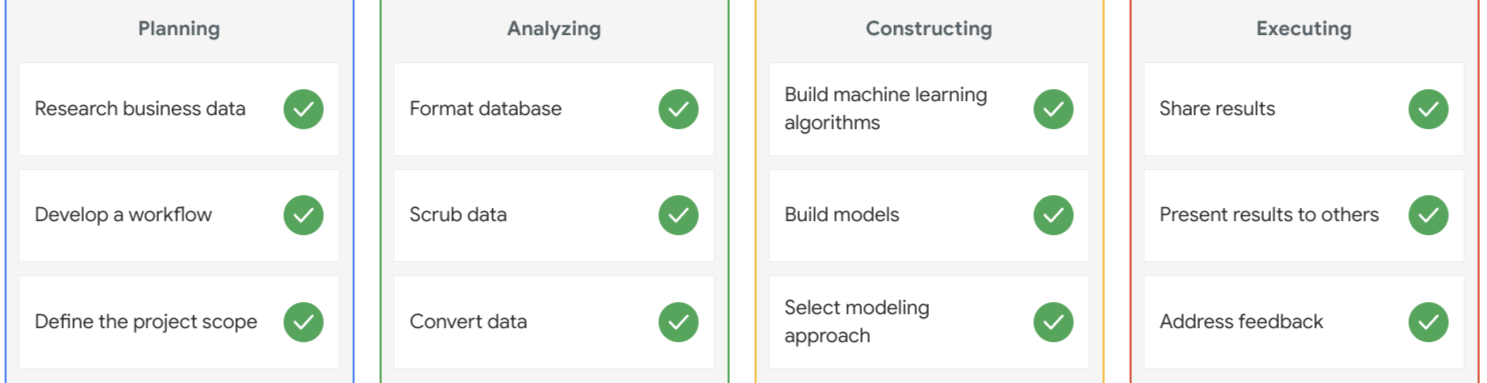 Planning
Research business data
Develop a workflow
Define the project scope
Analyzing
Format database
Scrub data
Convert data
Constructing
Build machine learning
algorithms
Build models
Select modeling
approach
Executing
Share results
Present results to others
Address feedback